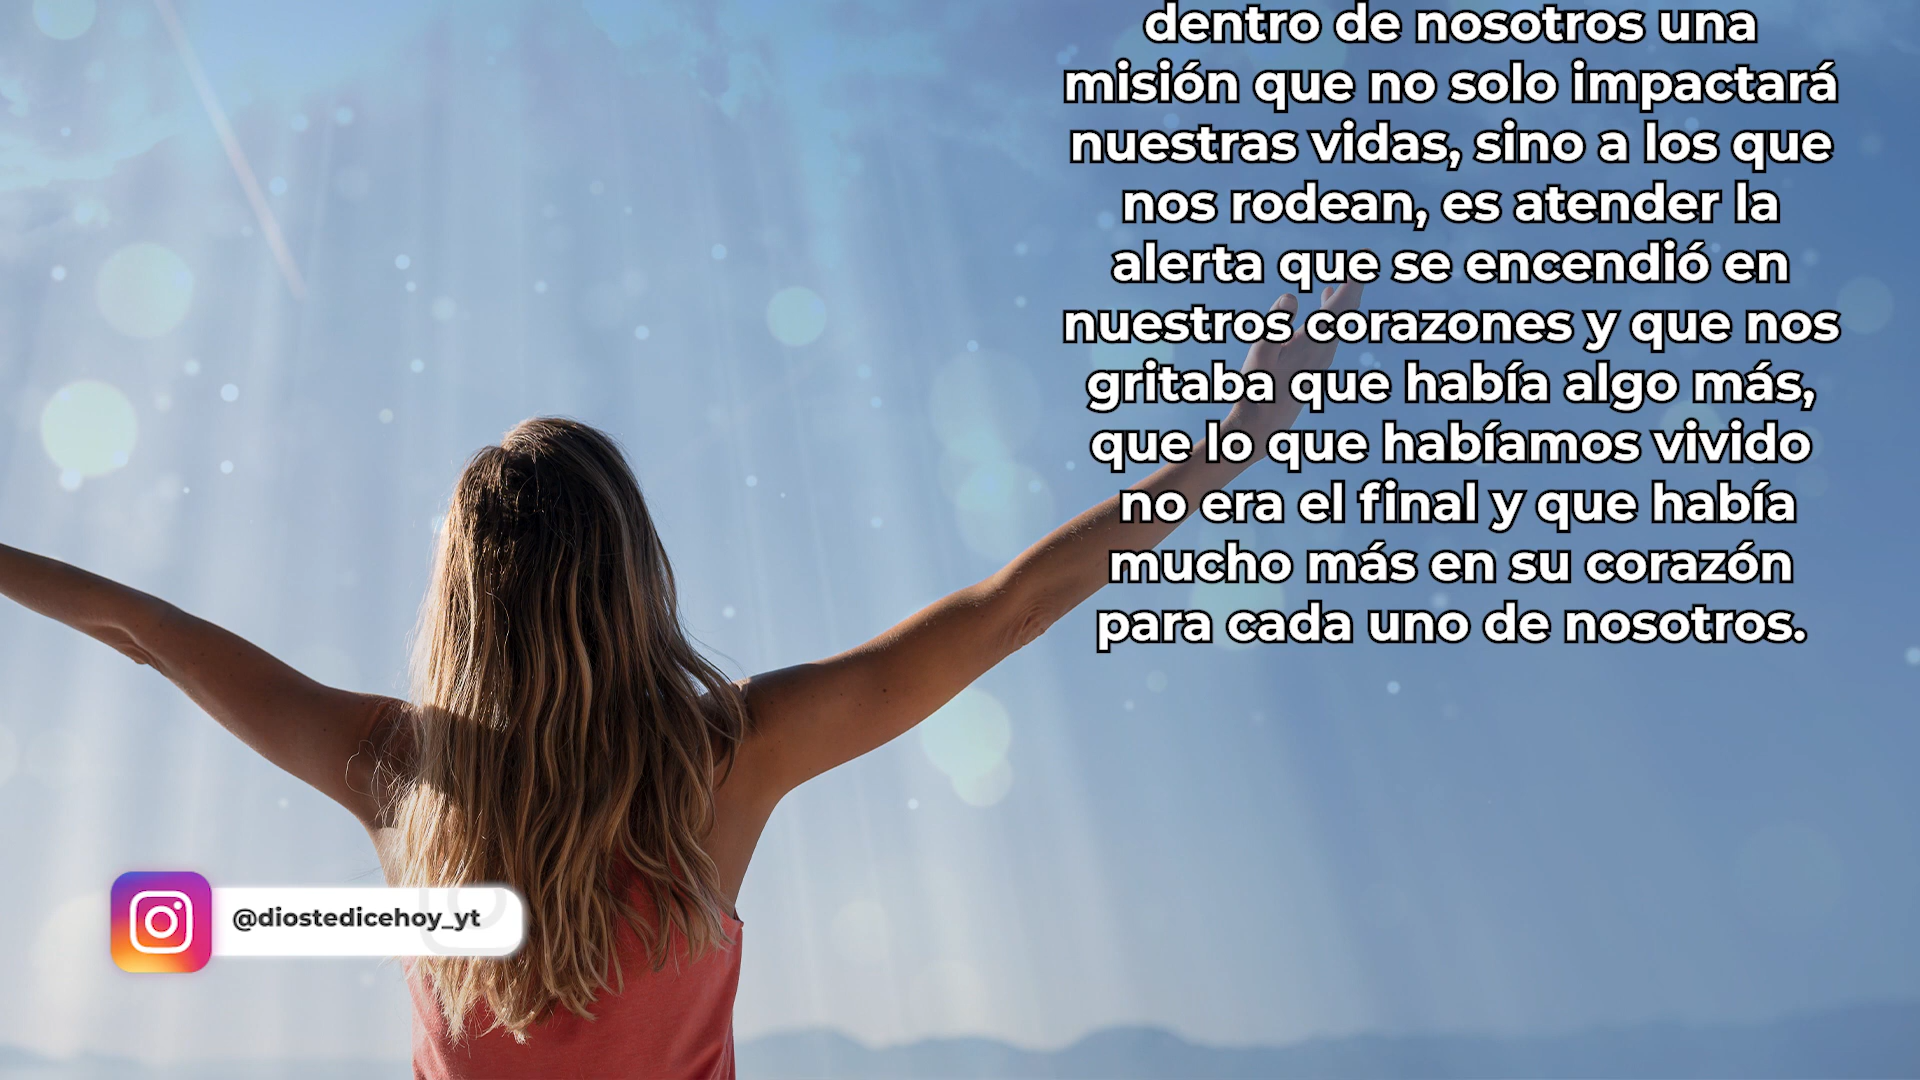 dentro de nosotros una
misión que no solo impactará
nuestras vidas, sino a los que
nos rodean, es atender la
alerta que se encendió en
nuestros corazones y que nos
gritaba que había algo más,
que lo que habíamos vivido
no era el final y que había
mucho más en su corazón
para cada uno de nosotros.
@diostedicehoy_yt